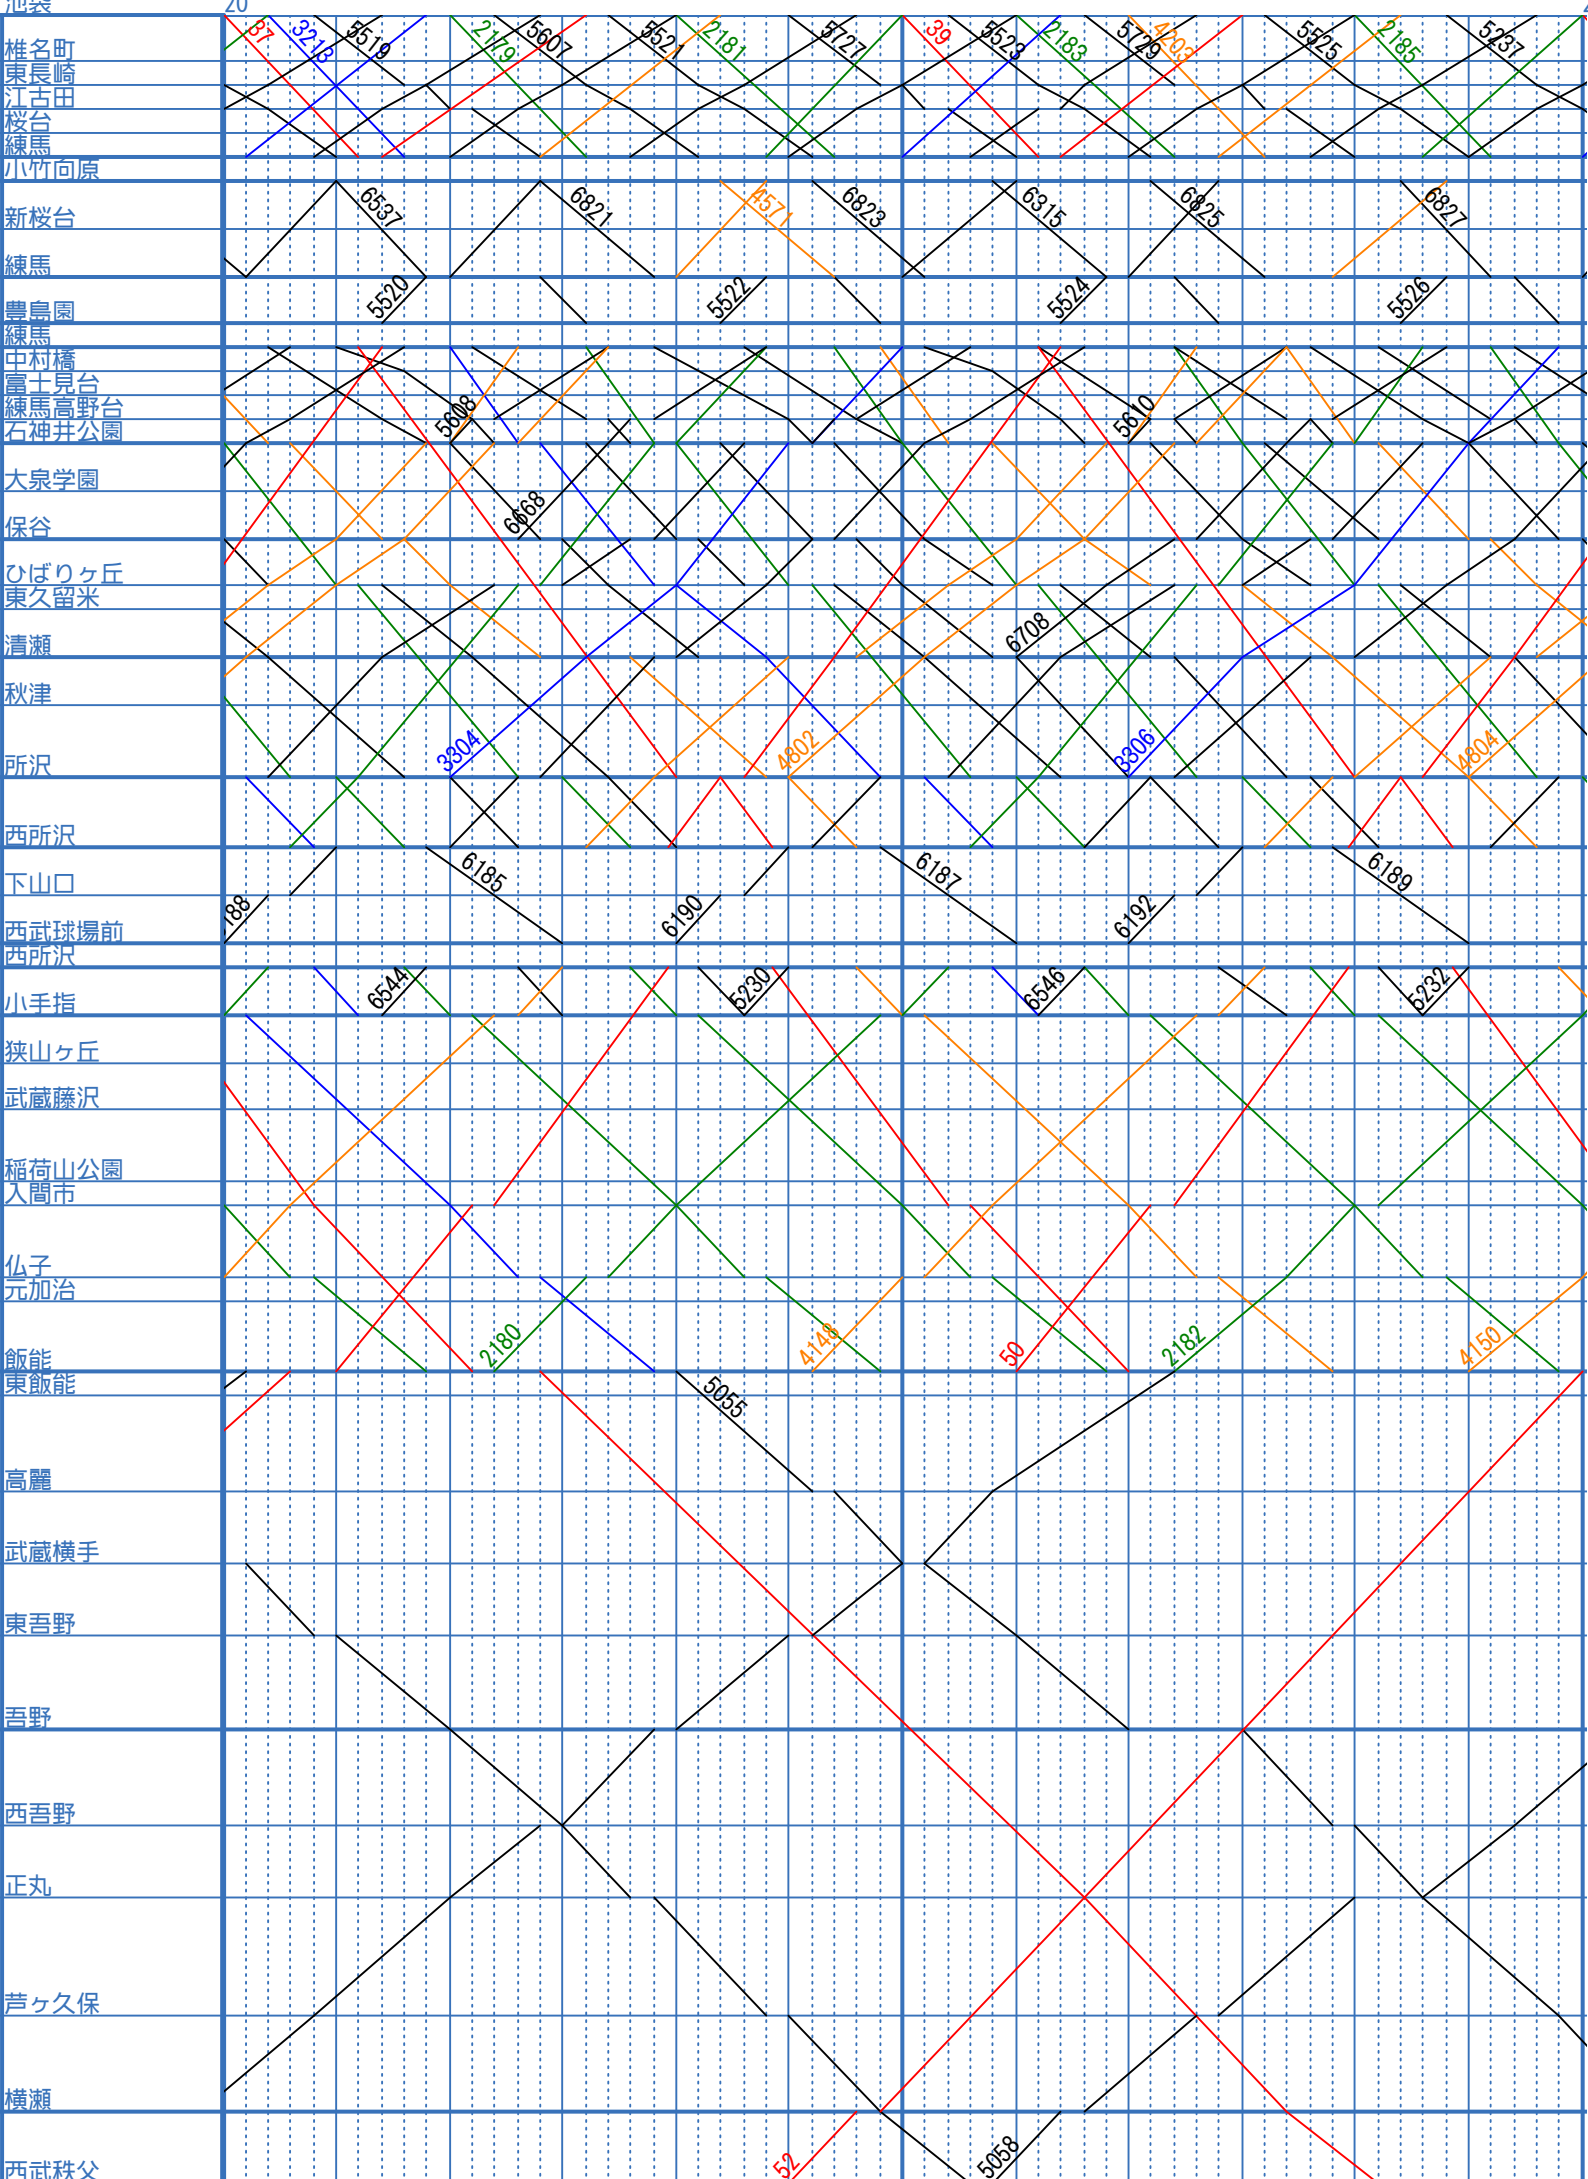 池袋 20
37 3213 5519 2179 5607 5521 2181 5727 39 5523 2183 5729 4203 5525 2185 5237
椎名町
東長崎
江古田
桜台
練馬
小竹向原
6537 6821 4571 6823 6315 6825 6827
新桜台
練馬
5520 5522 5524 5526
豊島園
練馬
中村橋
富士見台
練馬高野台
5608 5610
石神井公園
大泉学園
6668
保谷
ひばりヶ丘
東久留米
6708
清瀬
秋津
3304 4802 3306 4804
所沢
西所沢
6185 6187 6189
下山口
188 6190 6192
西武球場前
西所沢
6544 5230 6546 5232
小手指
狭山ヶ丘
武蔵藤沢
稲荷山公園
入間市
仏子
元加治
2180 4148 50 2182 4150
飯能
東飯能
5055
高麗
武蔵横手
東吾野
吾野
西吾野
正丸
芦ヶ久保
横瀬
52 5058
西武秩父